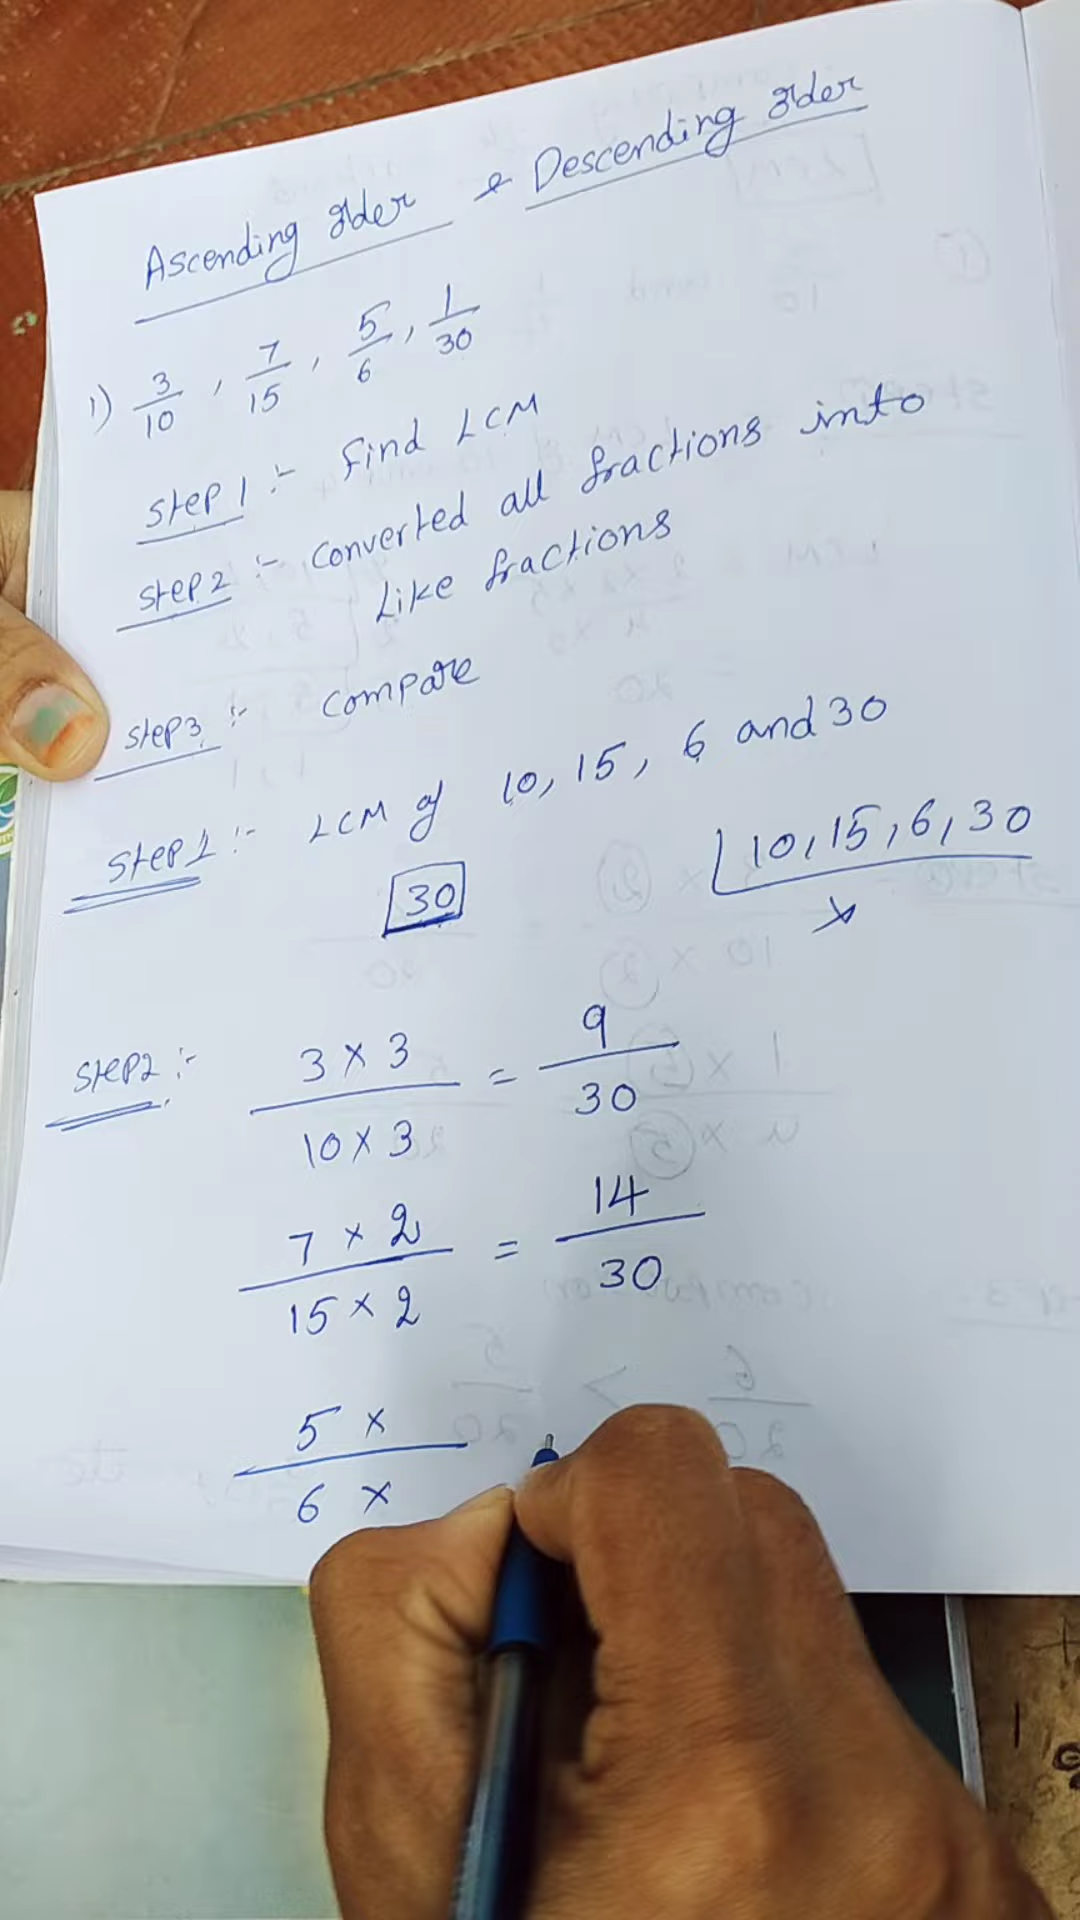 Ascending order & Descending order
1) 3/10 , 7/15 , 5/6 , 1/30
Step 1 :- Find LCM
Step 2 :- Converted all fractions into
Like fractions
Step 3 :- Compare
Step 1 :- LCM of 10, 15, 6 and 30
30
10, 15, 6, 30
x
Step 2 :- 3 x 3 / 10 x 3 = 9 / 30
7 x 2 / 15 x 2 = 14 / 30
5 x / 6 x